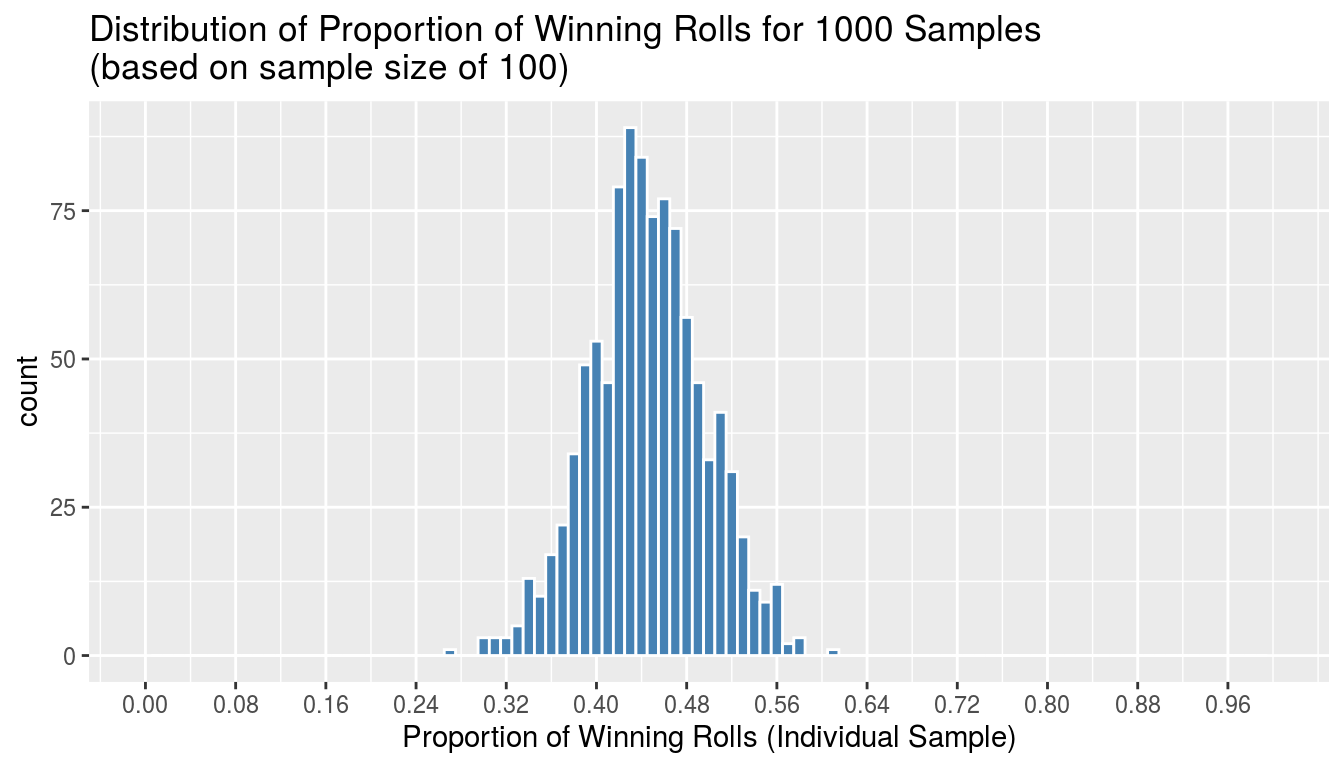 Distribution of Proportion of Winning Rolls for 1000 Samples
(based on sample size of 100)
count
75
50
25
0
0.00 0.08 0.16 0.24 0.32 0.40 0.48 0.56 0.64 0.72 0.80 0.88 0.96
Proportion of Winning Rolls (Individual Sample)